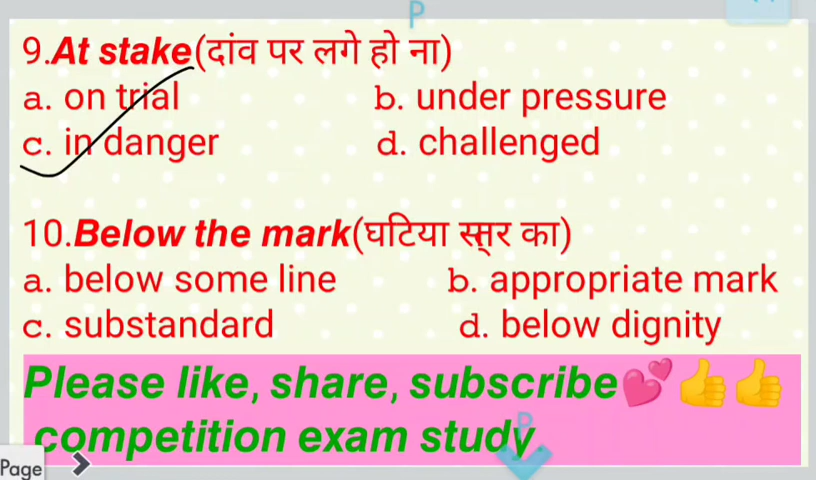 P
9.At stake(दांव पर लगे हो ना)
a. on trial b. under pressure
c. in danger d. challenged
10.Below the mark(घटिया स्त्र का)
a. below some line b. appropriate mark
c. substandard d. below dignity
Please like, share, subscribe💕👍👍
competition exam study.
P
Page